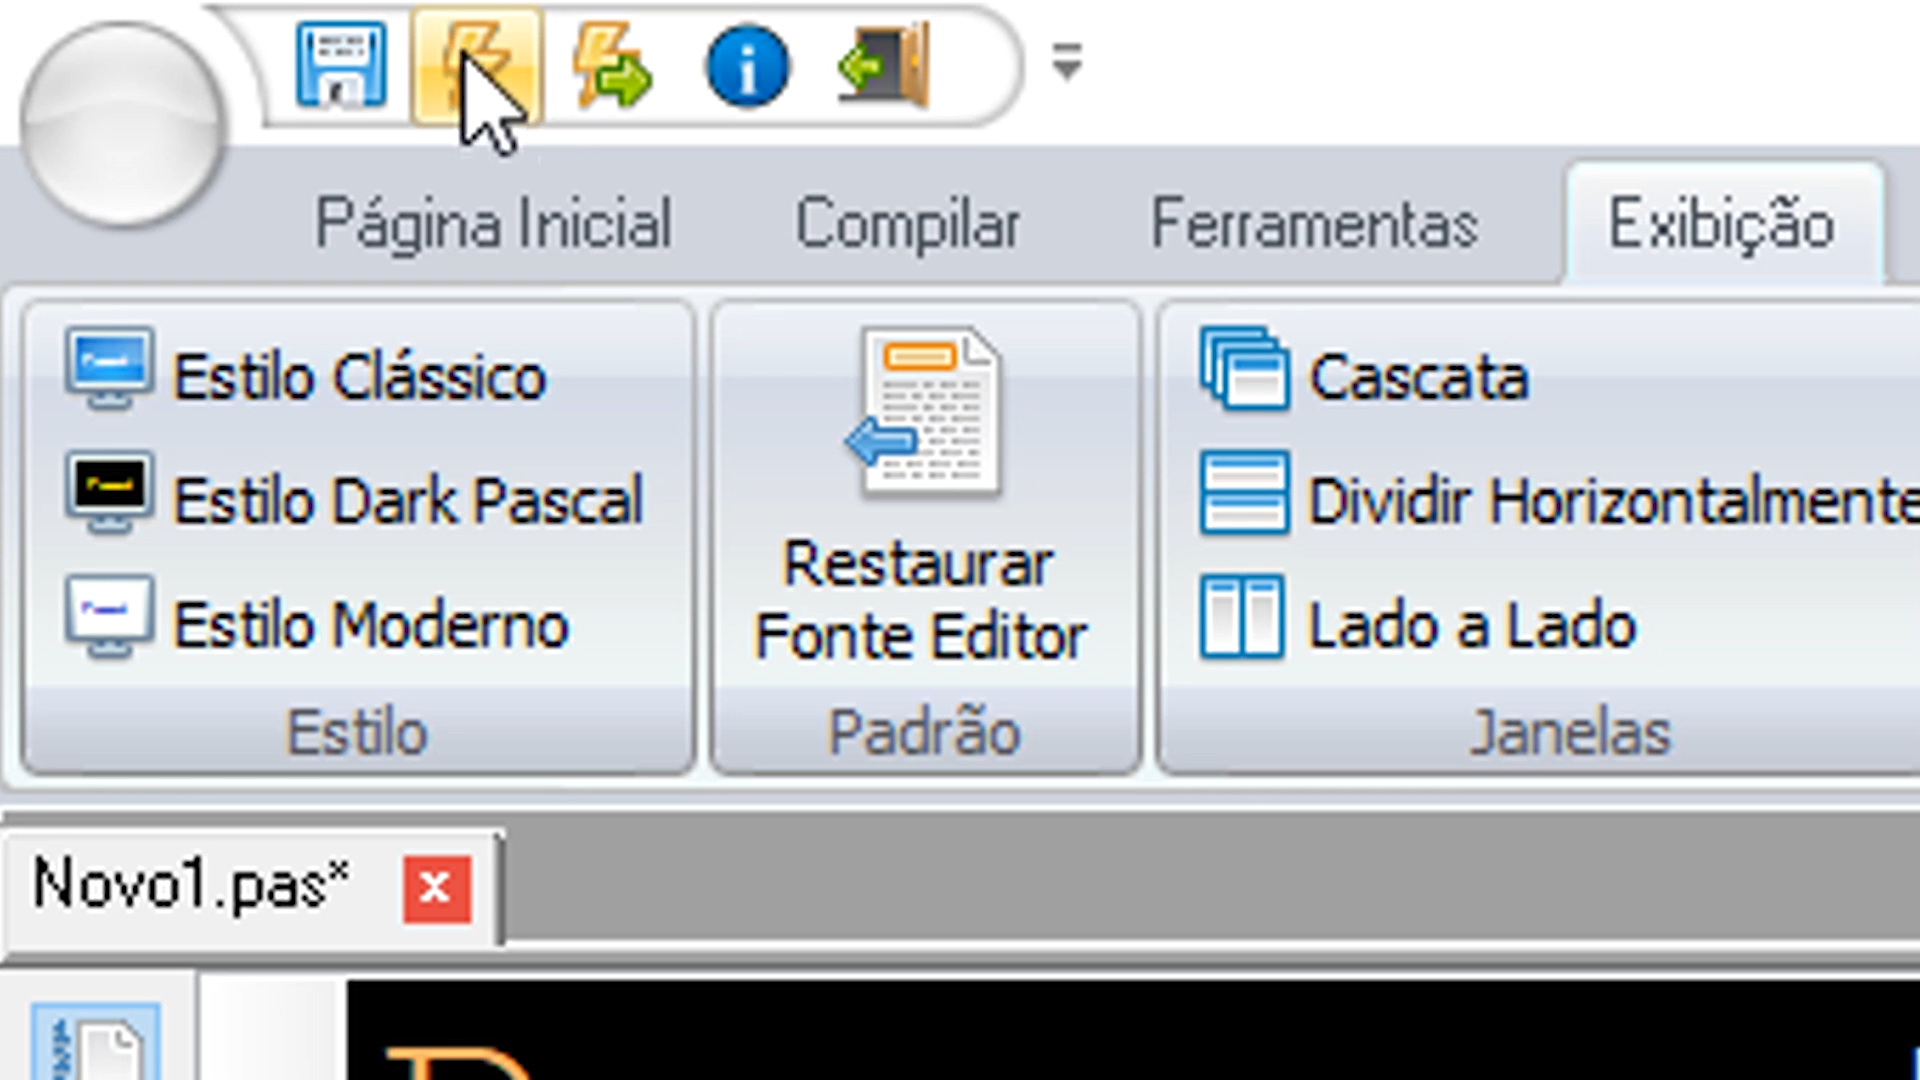 Página Inicial Compilar Ferramentas Exibição
Estilo Clássico
Estilo Dark Pascal
Estilo Moderno
Estilo
Restaurar
Fonte Editor
Padrão
Cascata
Dividir Horizontalmente
Lado a Lado
Janelas
Novo1.pas*